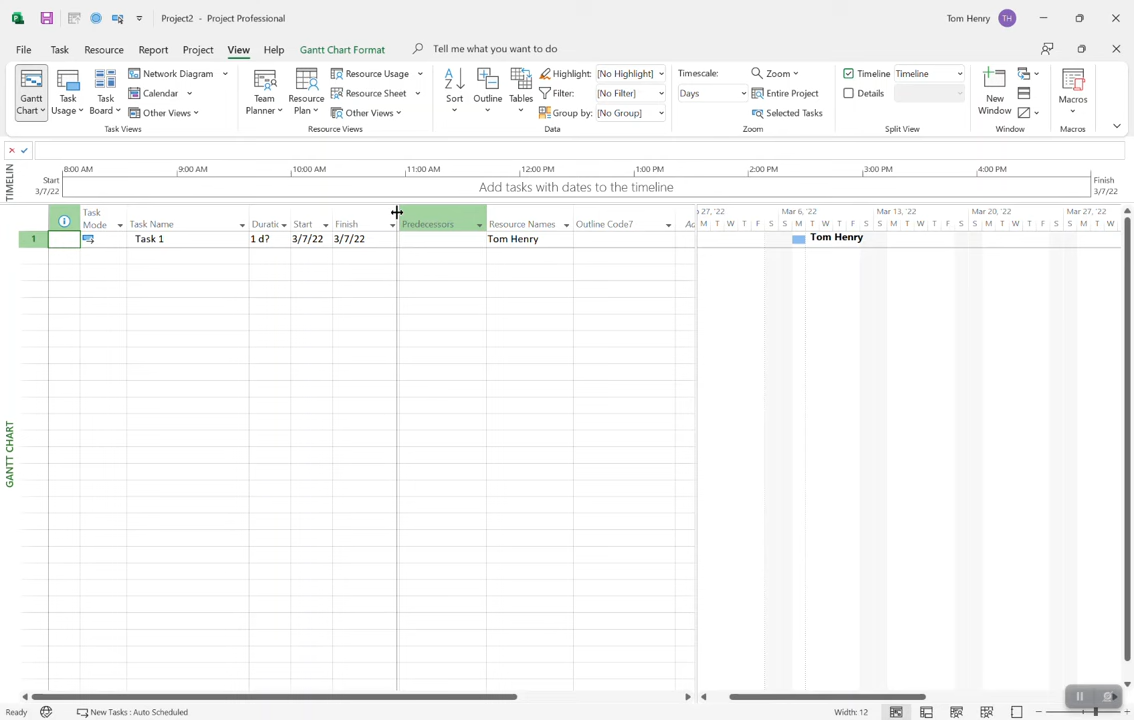 Project2 - Project Professional
Tom Henry TH
File Task Resource Report Project View Help Gantt Chart Format Tell me what you want to do
Gantt Chart
Task Usage
Task Board
Network Diagram
Calendar
Other Views
Task Views
Team Planner
Resource Plan
Resource Usage
Resource Sheet
Other Views
Resource Views
Sort
Outline
Tables
Highlight: [No Highlight]
Filter: [No Filter]
Group by: [No Group]
Data
Timescale:
Days
Zoom
Entire Project
Selected Tasks
Zoom
Timeline Timeline
Details
Split View
New Window
Window
Macros
Macros
TIMELIN
8:00 AM 9:00 AM 10:00 AM 11:00 AM 12:00 PM 1:00 PM 2:00 PM 3:00 PM 4:00 PM
Start
3/7/22
Add tasks with dates to the timeline
Finish
3/7/22
Task Mode Task Name Duratic Start Finish Predecessors Resource Names Outline Code7 Ac
27, '22 Mar 6, '22 Mar 13, '22 Mar 20, '22 Mar 27, '22
M T W T F S S M T W T F S S M T W T F S S M T W T F S S M T W
1 Task 1 1 d? 3/7/22 3/7/22 Tom Henry
Tom Henry
GANTT CHART
Ready New Tasks : Auto Scheduled Width: 12